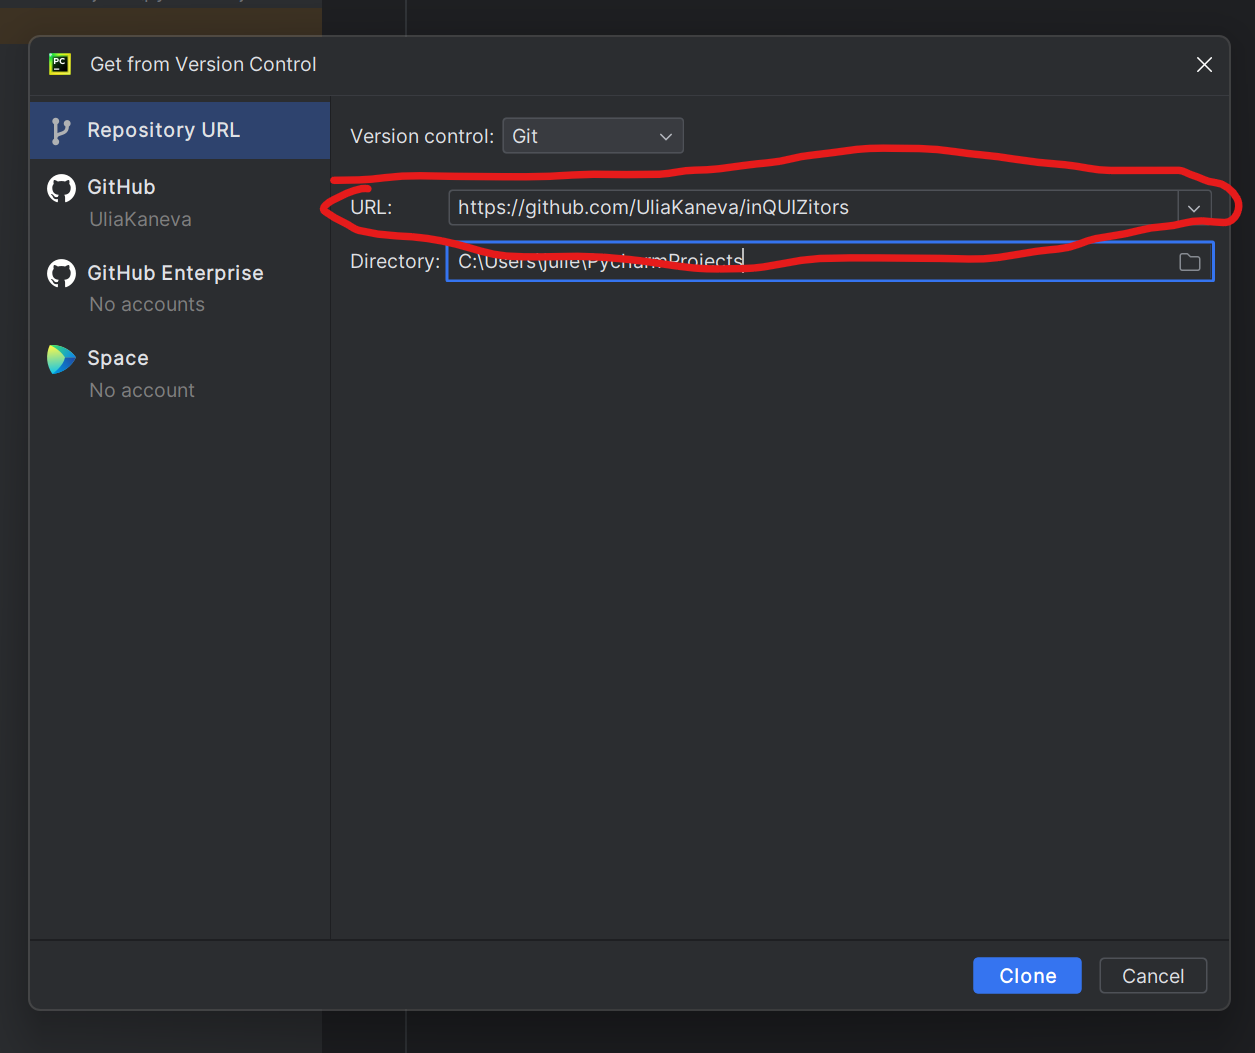 Get from Version Control
Repository URL
GitHub
UliaKaneva
GitHub Enterprise
No accounts
Space
No account
Version control: Git
URL: https://github.com/UliaKaneva/inQUIZitors
Directory: C:\Users\julie\PycharmProjects
Clone Cancel